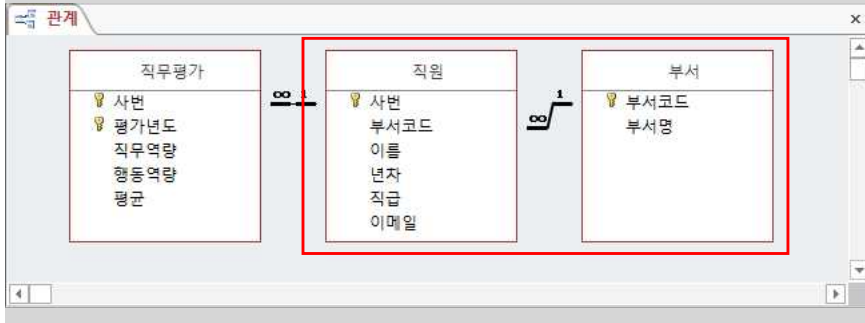 관계
직무평가
사번
평가년도
직무역량
행동역량
평균
∞ 1
직원
사번
부서코드
이름
년차
직급
이메일
∞ 1
부서
부서코드
부서명